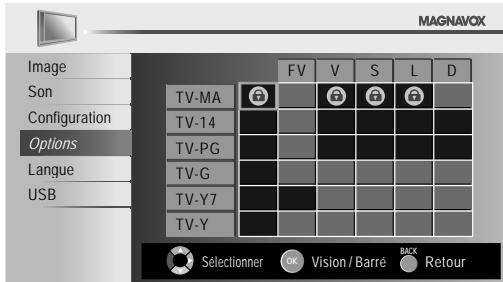 MAGNAVOX
Image
Son
Configuration
Options
Langue
USB
FV V S L D
TV-MA
TV-14
TV-PG
TV-G
TV-Y7
TV-Y
Sélectionner OK Vision / Barré BACK Retour